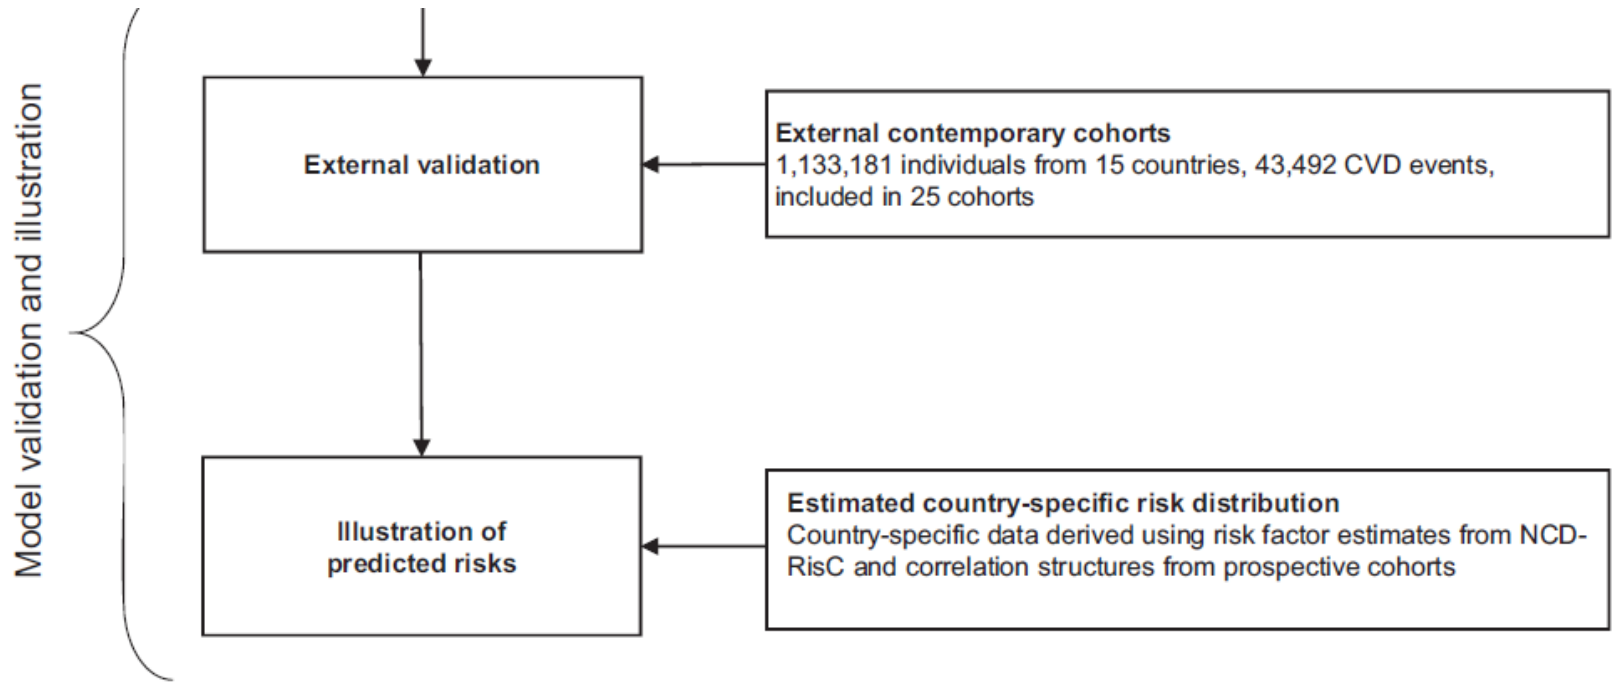 Model validation and illustration
External validation
External contemporary cohorts
1,133,181 individuals from 15 countries, 43,492 CVD events,
included in 25 cohorts
Illustration of
predicted risks
Estimated country-specific risk distribution
Country-specific data derived using risk factor estimates from NCD-
RisC and correlation structures from prospective cohorts